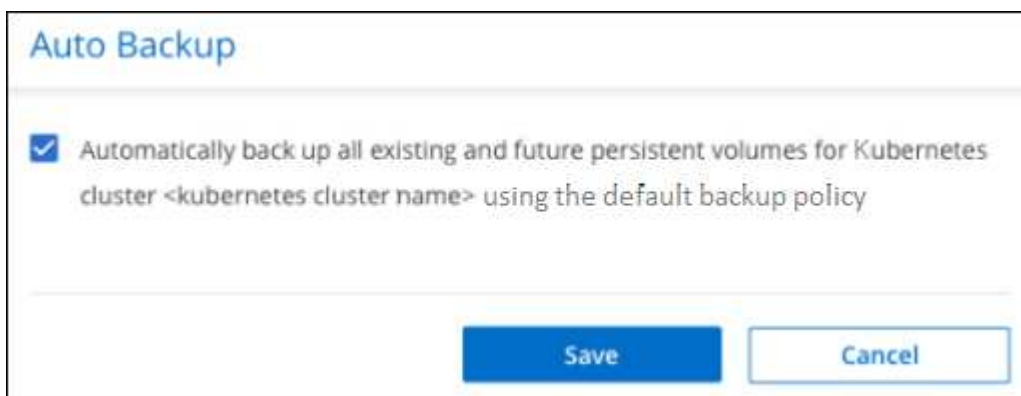 Auto Backup
Automatically back up all existing and future persistent volumes for Kubernetes
cluster <kubernetes cluster name> using the default backup policy
Save
Cancel